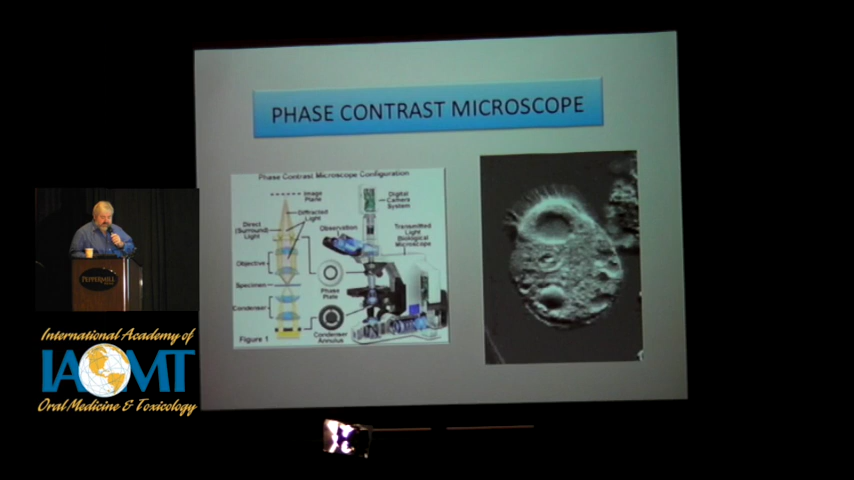 PHASE CONTRAST MICROSCOPE
Phase Contrast Microscope Configuration
Image
Plane
Digital
Camera
System
Diffracted
Light
Direct
(Surround)
Light
Observation
Transmitted
Light
Biological
Microscope
Objective
Specimen
Phase
Plate
Condenser
Condenser
Annulus
Figure 1
PEPPERMILL
International Academy of
IAOMT
Oral Medicine & Toxicology